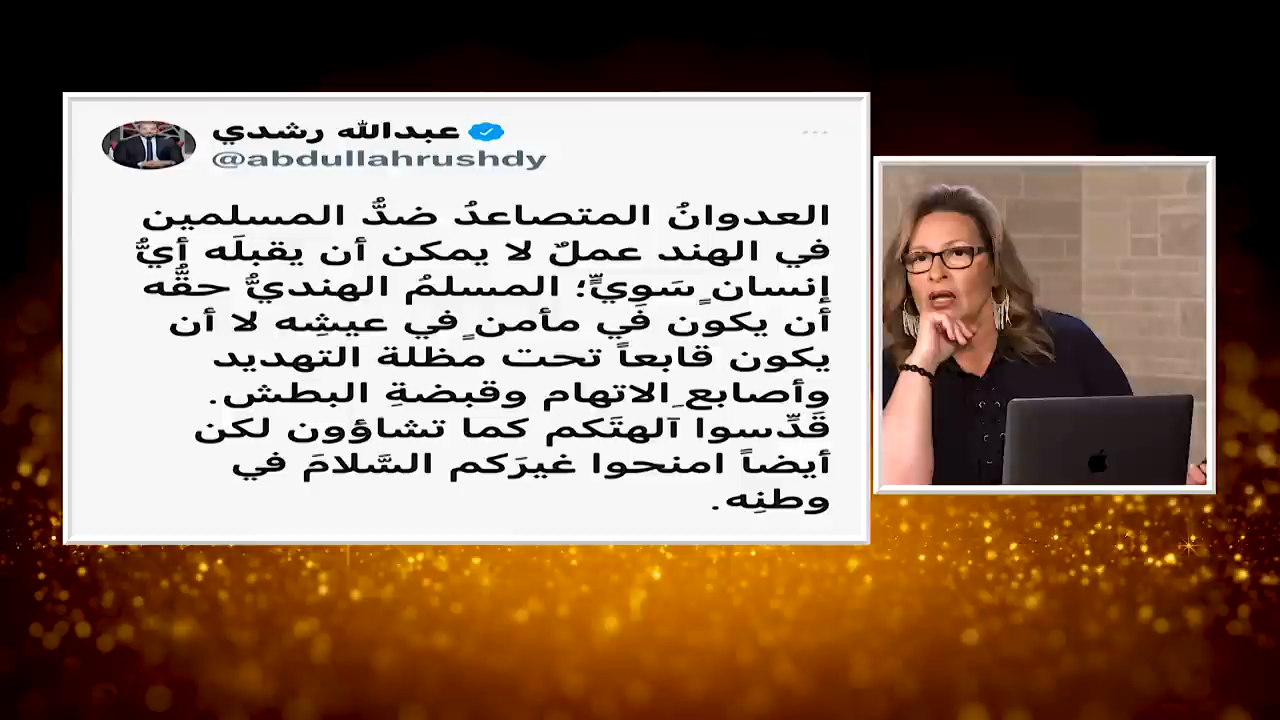 عبدالله رشدي
@abdullahrushdy
العدوانُ المتصاعدُ ضدُّ المسلمين
في الهند عملٌ لا يمكن أن يقبلَه أيُّ
إنسانٍ سَوِيٍّ؛ المسلمُ الهنديُّ حقُّه
أن يكون في مأمنٍ في عيشِه لا أن
يكون قابعاً تحت مظلة التهديد
وأصابعِ الاتهام وقبضةِ البطش.
قَدِّسوا آلهتَكم كما تشاؤون لكن
أيضاً امنحوا غيرَكم السَّلامَ في
وطنِه.